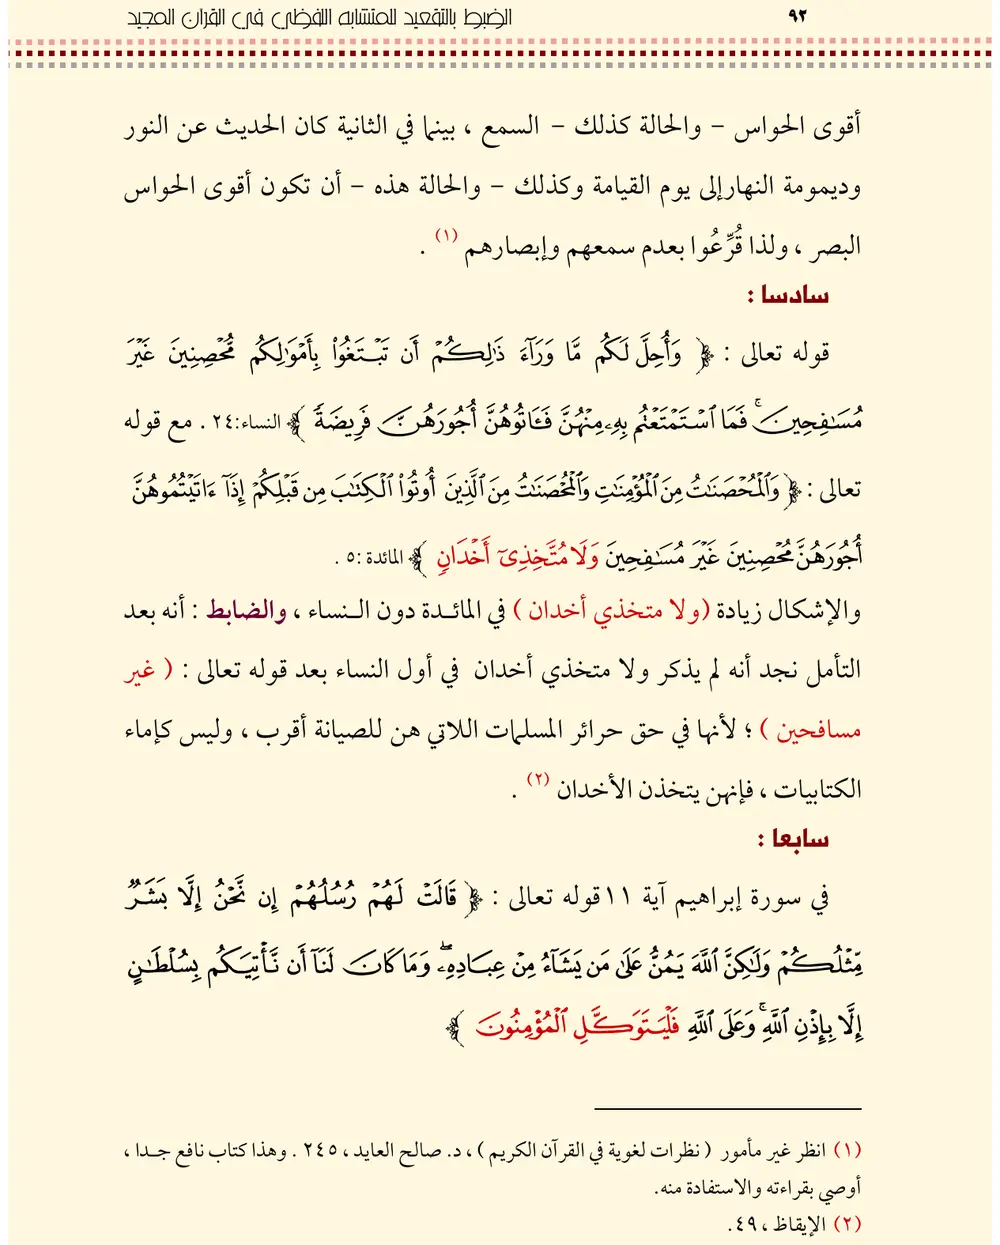 ٩٢ الضبط بالتقعيد للمتشابه اللفظي في القرآن المجيد
أقوى الحواس – والحالة كذلك – السمع ، بينما في الثانية كان الحديث عن النور
وديمومة النهارإلى يوم القيامة وكذلك – والحالة هذه – أن تكون أقوى الحواس
البصر ، ولذا قُرِّعُوا بعدم سمعهم وإبصارهم (١) .
سادسا :
قوله تعالى : ﴿ وَأُحِلَّ لَكُم مَّا وَرَآءَ ذَٰلِكُمْ أَن تَبْتَغُوا۟ بِأَمْوَٰلِكُم مُّحْصِنِينَ غَيْرَ
مُسَٰفِحِينَ ۚ فَمَا ٱسْتَمْتَعْتُم بِهِۦ مِنْهُنَّ فَـَٔاتُوهُنَّ أُجُورَهُنَّ فَرِيضَةً ﴾ النساء:٢٤ . مع قوله
تعالى : ﴿ وَٱلْمُحْصَنَٰتُ مِنَ ٱلْمُؤْمِنَٰتِ وَٱلْمُحْصَنَٰتُ مِنَ ٱلَّذِينَ أُوتُوا۟ ٱلْكِتَٰبَ مِن قَبْلِكُمْ إِذَآ ءَاتَيْتُمُوهُنَّ
أُجُورَهُنَّ مُحْصِنِينَ غَيْرَ مُسَٰفِحِينَ وَلَا مُتَّخِذِىٓ أَخْدَانٍ ﴾ المائدة :٥ .
والإشكال زيادة (ولا متخذي أخدان ) في المائـدة دون الـنساء ، والضابط : أنه بعد
التأمل نجد أنه لم يذكر ولا متخذي أخدان في أول النساء بعد قوله تعالى : ( غير
مسافحين ) ؛ لأنها في حق حرائر المسلمات اللاتي هن للصيانة أقرب ، وليس كإماء
الكتابيات ، فإنهن يتخذن الأخدان (٢) .
سابعا :
في سورة إبراهيم آية ١١قوله تعالى : ﴿ قَالَتْ لَهُمْ رُسُلُهُمْ إِن نَّحْنُ إِلَّا بَشَرٌ
مِّثْلُكُمْ وَلَٰكِنَّ ٱللَّهَ يَمُنُّ عَلَىٰ مَن يَشَآءُ مِنْ عِبَادِهِۦ ۖ وَمَا كَانَ لَنَآ أَن نَّأْتِيَكُم بِسُلْطَٰنٍ
إِلَّا بِإِذْنِ ٱللَّهِ ۚ وَعَلَى ٱللَّهِ فَلْيَتَوَكَّلِ ٱلْمُؤْمِنُونَ ﴾
(١) انظر غير مأمور ( نظرات لغوية في القرآن الكريم ) ، د. صالح العايد ، ٢٤٥ . وهذا كتاب نافع جـدا ،
أوصي بقراءته والاستفادة منه.
(٢) الإيقاظ ، ٤٩.